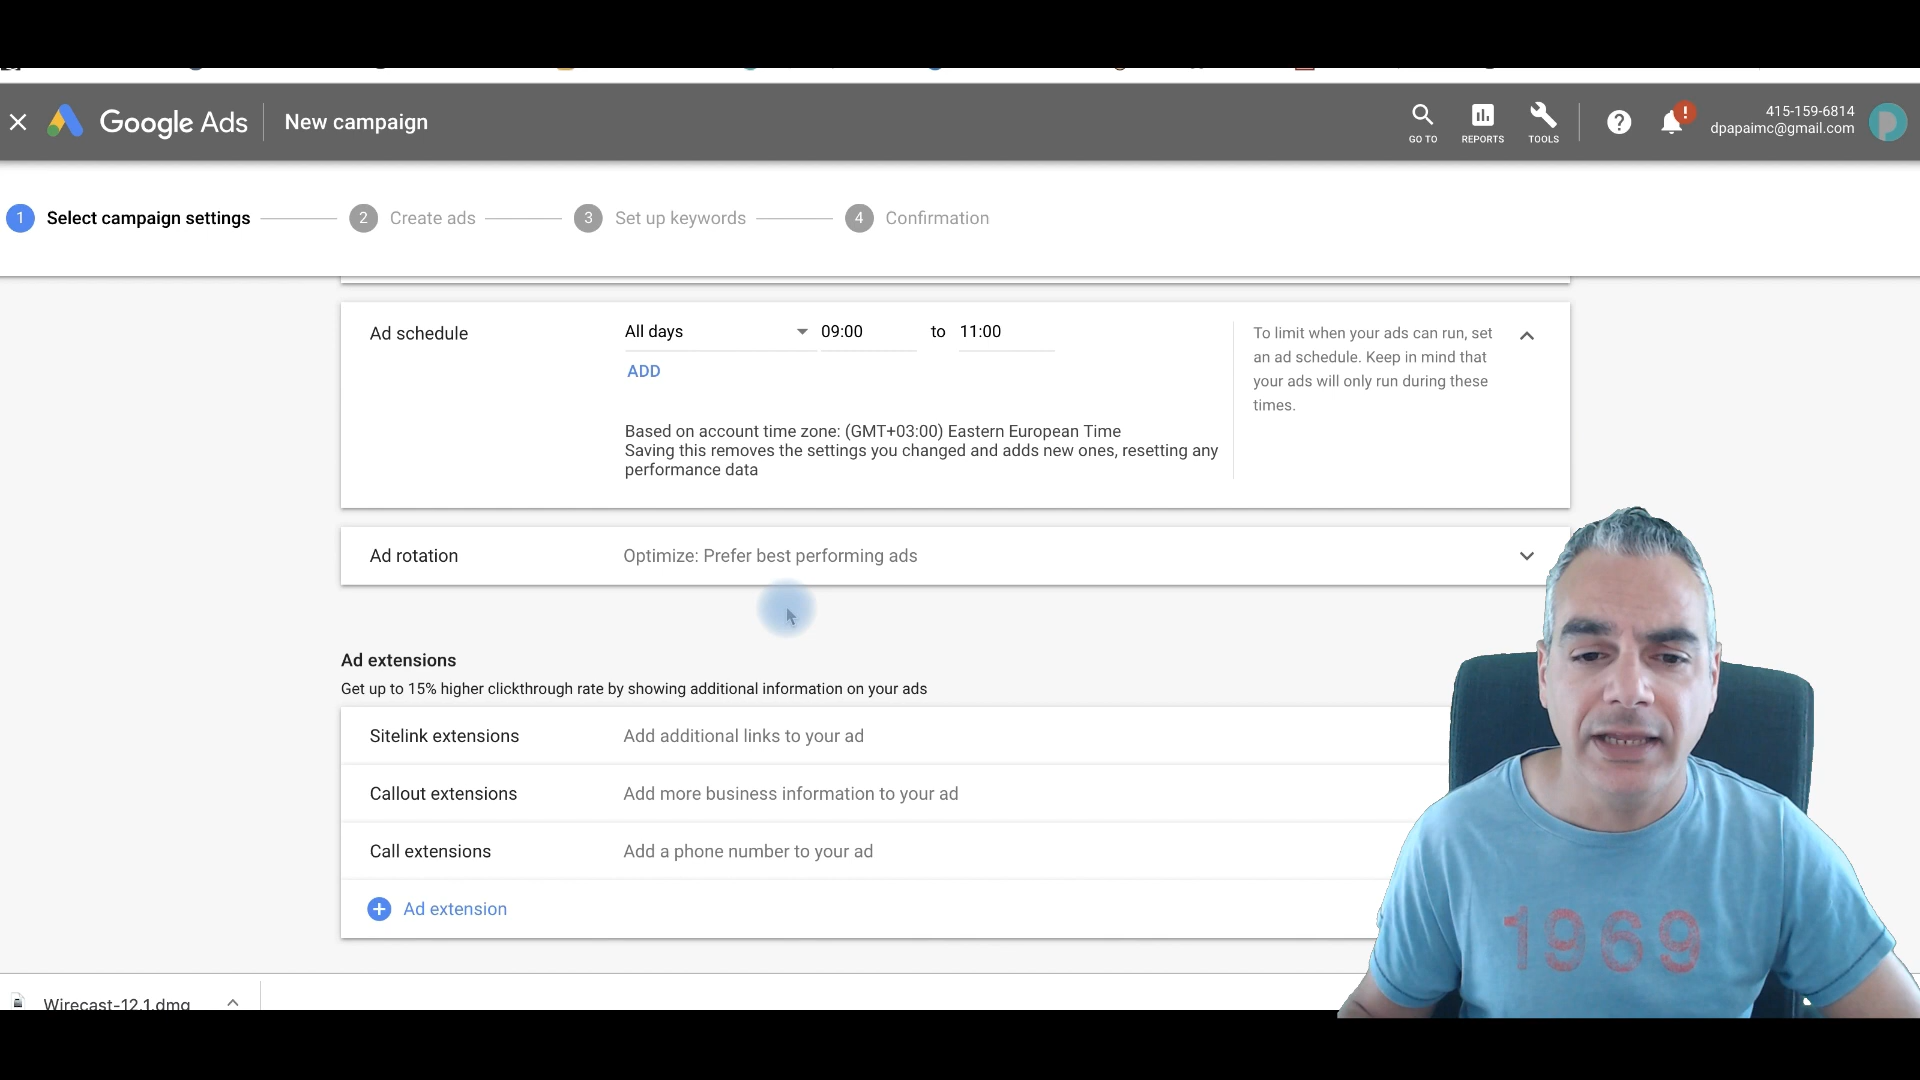 Google Ads
New campaign
GO TO
REPORTS
TOOLS
?
!
415-159-6814
dpapaimc@gmail.com
1 Select campaign settings
2 Create ads
3 Set up keywords
4 Confirmation
Ad schedule
All days
09:00 to 11:00
ADD
Based on account time zone: (GMT+03:00) Eastern European Time
Saving this removes the settings you changed and adds new ones, resetting any
performance data
To limit when your ads can run, set
an ad schedule. Keep in mind that
your ads will only run during these
times.
Ad rotation
Optimize: Prefer best performing ads
Ad extensions
Get up to 15% higher clickthrough rate by showing additional information on your ads
Sitelink extensions
Add additional links to your ad
Callout extensions
Add more business information to your ad
Call extensions
Add a phone number to your ad
Ad extension
1969
Wirecast-12.1.dmg